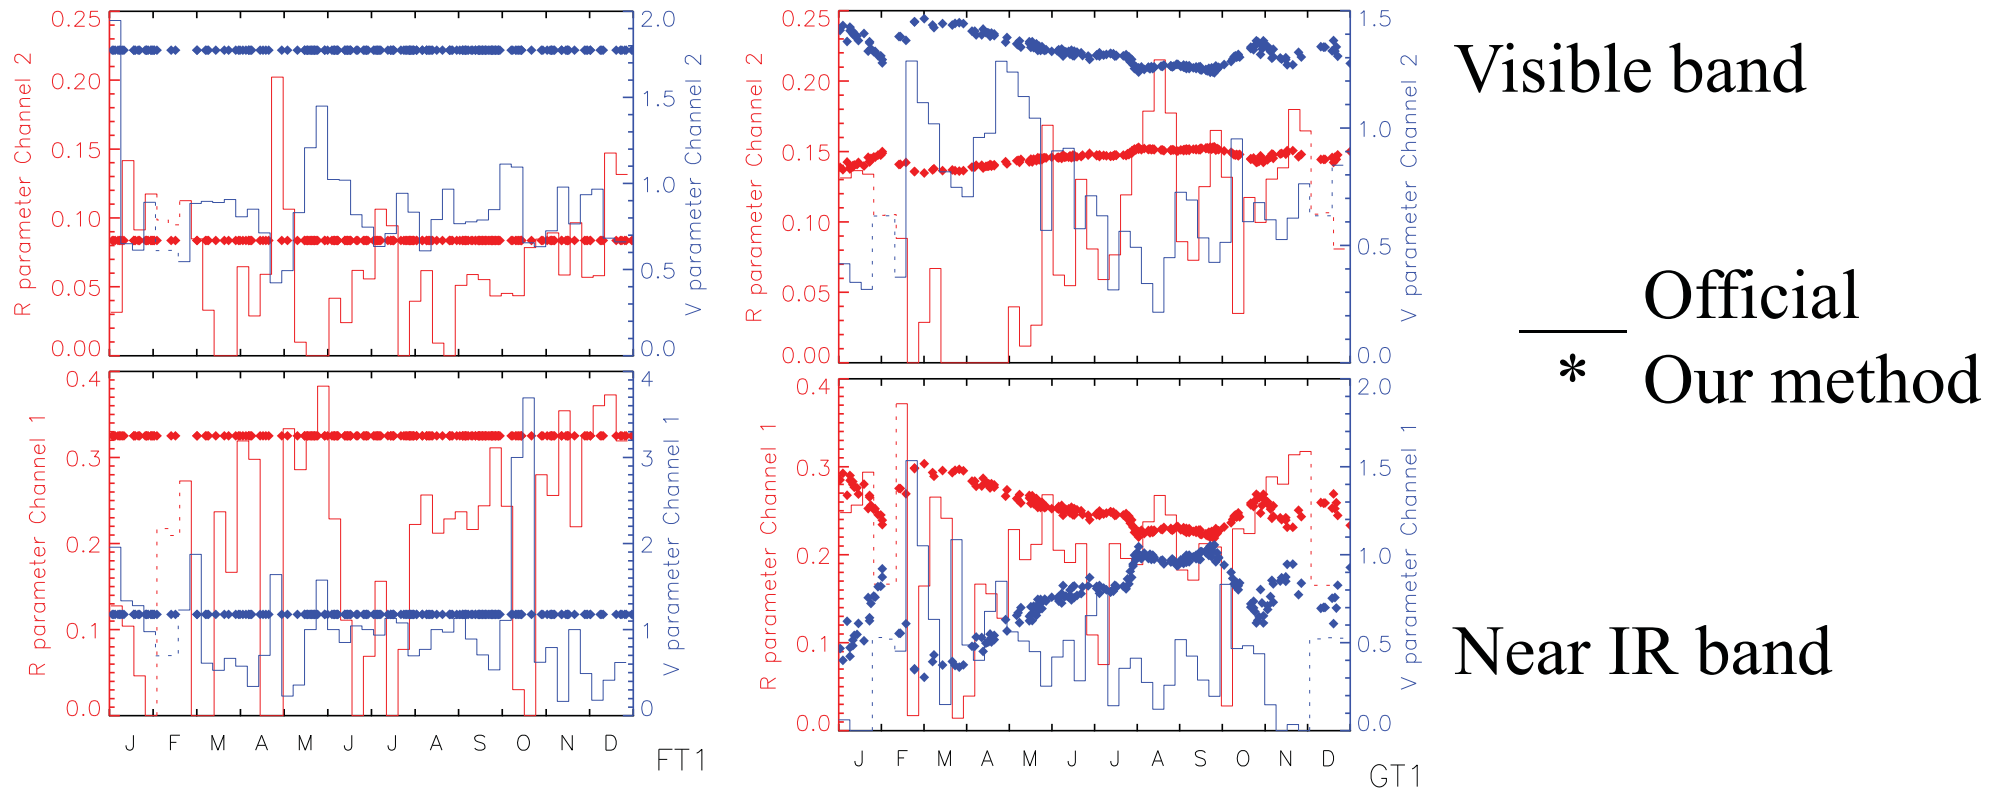 0.25
0.20
0.15
0.10
0.05
0.00
R parameter Channel 2
2.0
1.5
1.0
0.5
0.0
V parameter Channel 2
0.25
0.20
0.15
0.10
0.05
0.00
R parameter Channel 2
1.5
1.0
0.5
0.0
V parameter Channel 2
Visible band
Official
* Our method
0.4
0.3
0.2
0.1
0.0
R parameter Channel 1
4
3
2
1
0
V parameter Channel 1
J F M A M J J A S O N D
FT1
0.4
0.3
0.2
0.1
0.0
R parameter Channel 1
2.0
1.5
1.0
0.5
0.0
V parameter Channel 1
J F M A M J J A S O N D
GT1
Near IR band